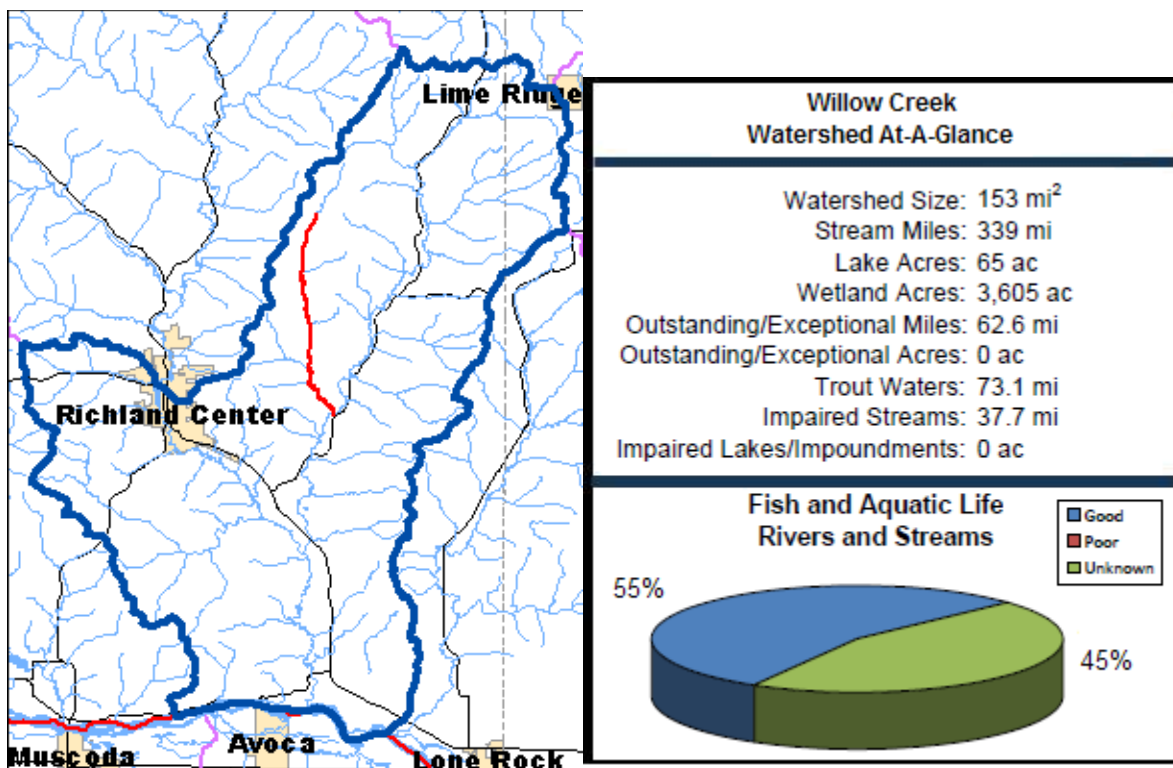 Lime Ridge
Richland Center
Muscoda
Avoca
Lone Rock
Willow Creek
Watershed At-A-Glance
Watershed Size: 153 mi²
Stream Miles: 339 mi
Lake Acres: 65 ac
Wetland Acres: 3,605 ac
Outstanding/Exceptional Miles: 62.6 mi
Outstanding/Exceptional Acres: 0 ac
Trout Waters: 73.1 mi
Impaired Streams: 37.7 mi
Impaired Lakes/Impoundments: 0 ac
Fish and Aquatic Life
Rivers and Streams
Good
Poor
Unknown
55%
45%